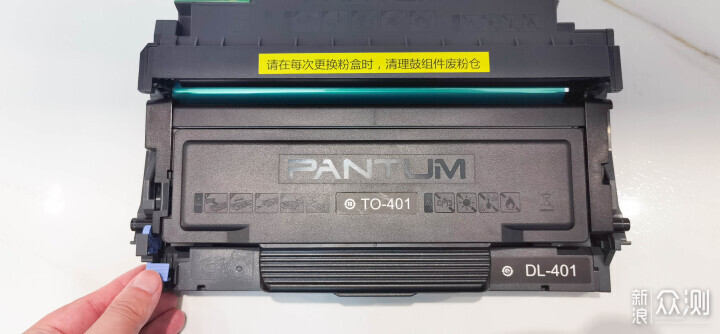 请在每次更换粉盒时，清理鼓组件废粉仓
PANTUM
TO-401
DL-401
新浪众测